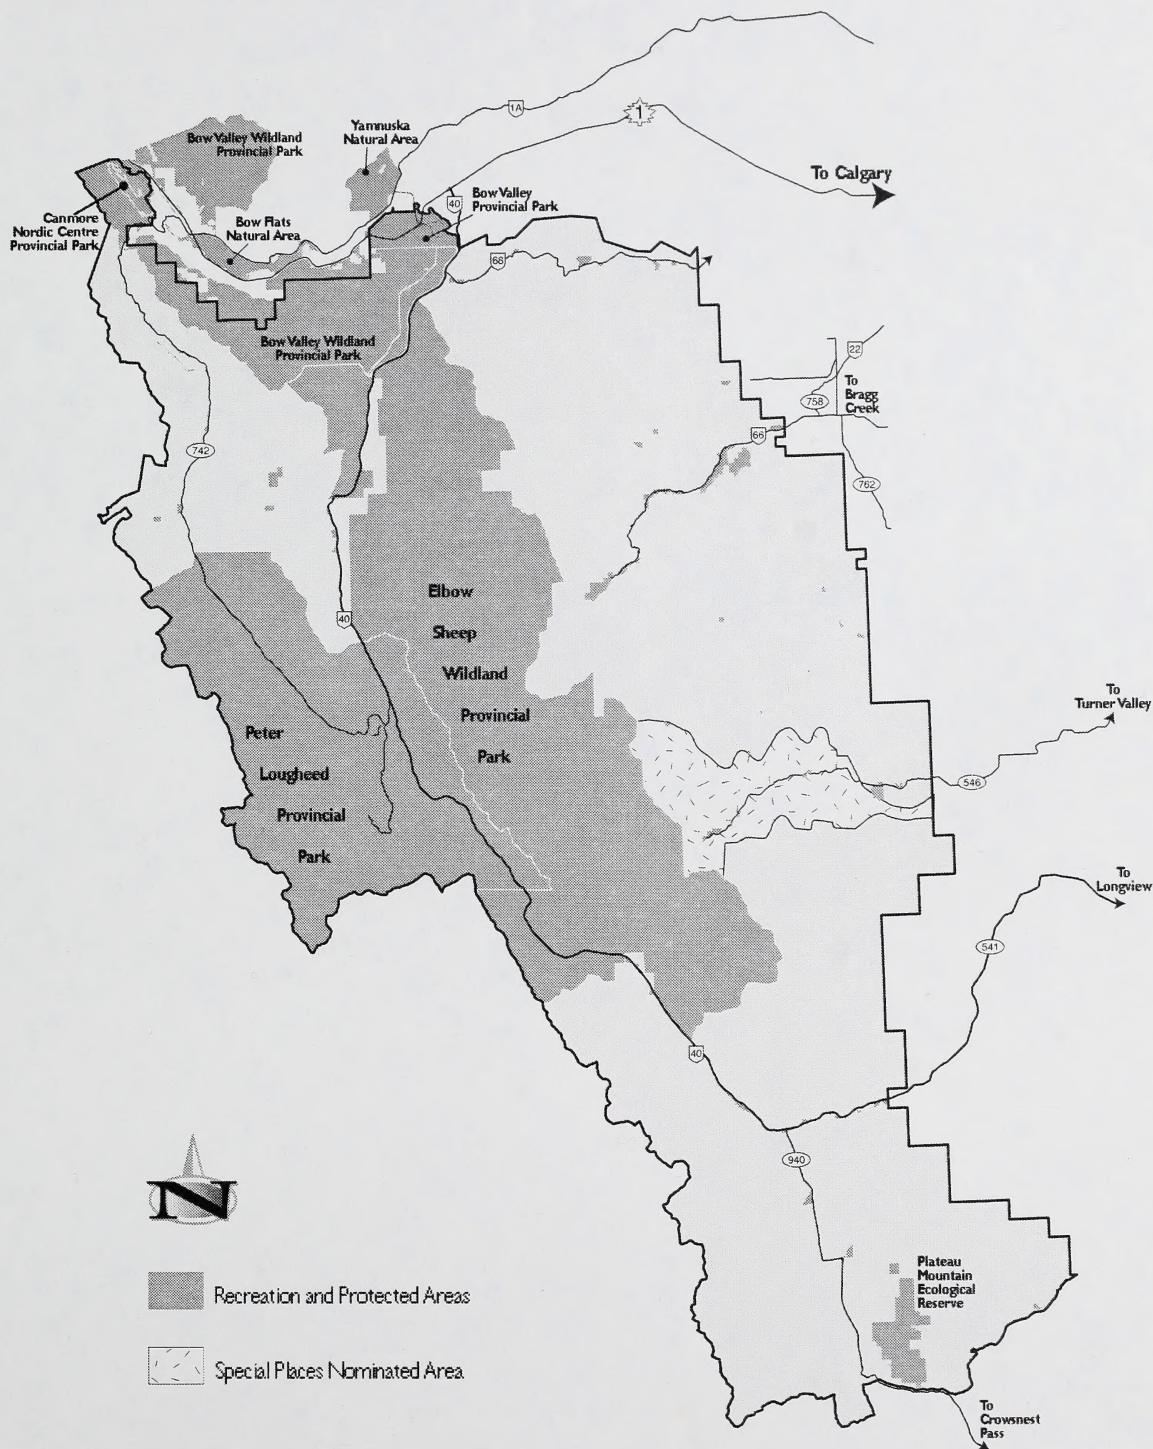 1A
1
To Calgary
Bow Valley Wildland
Provincial Park
Yamnuska
Natural Area
Bow Valley
Provincial Park
40
Canmore
Nordic Centre
Provincial Park
Bow Flats
Natural Area
68
Bow Valley Wildland
Provincial Park
22
To
Bragg
Creek
758
66
762
742
40
Elbow
Sheep
Wildland
Provincial
Park
Peter
Lougheed
Provincial
Park
To
Turner Valley
546
To
Longview
541
40
940
N
Plateau
Mountain
Ecological
Reserve
Recreation and Protected Areas
Special Places Nominated Area
To
Crowsnest
Pass